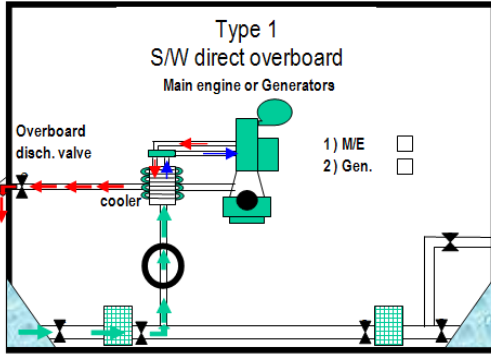 Type 1
S/W direct overboard
Main engine or Generators
Overboard
disch. valve
1) M/E
2) Gen.
cooler